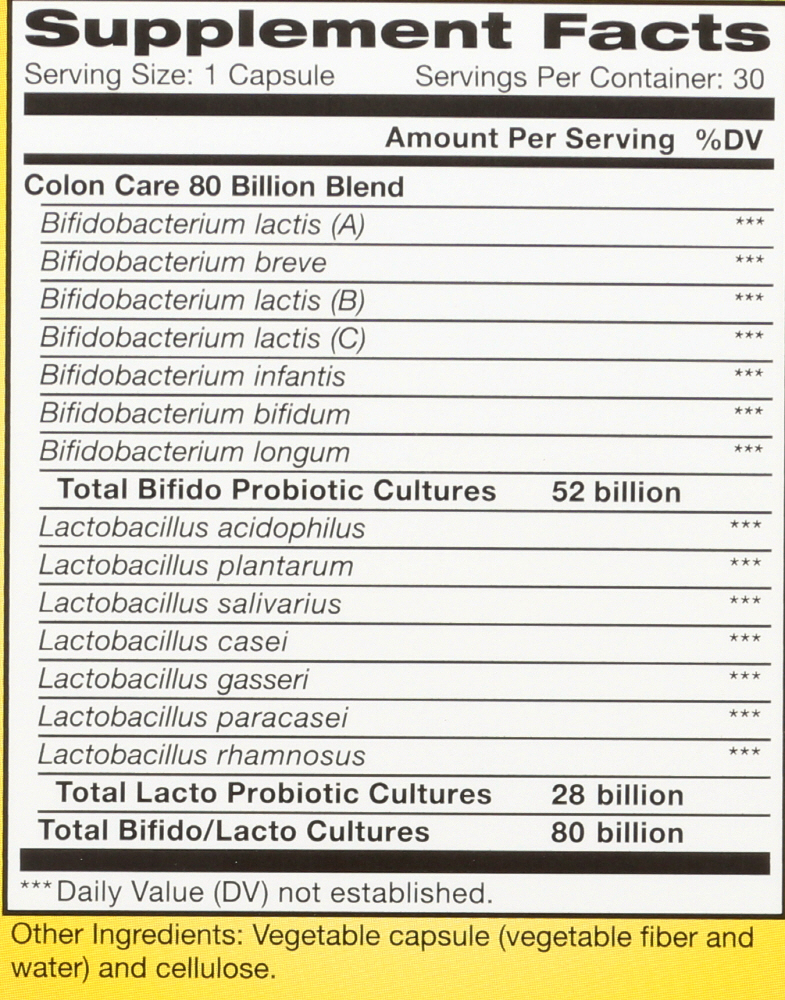 Supplement Facts
Serving Size: 1 Capsule Servings Per Container: 30
Amount Per Serving %DV
Colon Care 80 Billion Blend
Bifidobacterium lactis (A) ***
Bifidobacterium breve ***
Bifidobacterium lactis (B) ***
Bifidobacterium lactis (C) ***
Bifidobacterium infantis ***
Bifidobacterium bifidum ***
Bifidobacterium longum ***
Total Bifido Probiotic Cultures 52 billion
Lactobacillus acidophilus ***
Lactobacillus plantarum ***
Lactobacillus salivarius ***
Lactobacillus casei ***
Lactobacillus gasseri ***
Lactobacillus paracasei ***
Lactobacillus rhamnosus ***
Total Lacto Probiotic Cultures 28 billion
Total Bifido/Lacto Cultures 80 billion
*** Daily Value (DV) not established.
Other Ingredients: Vegetable capsule (vegetable fiber and
water) and cellulose.